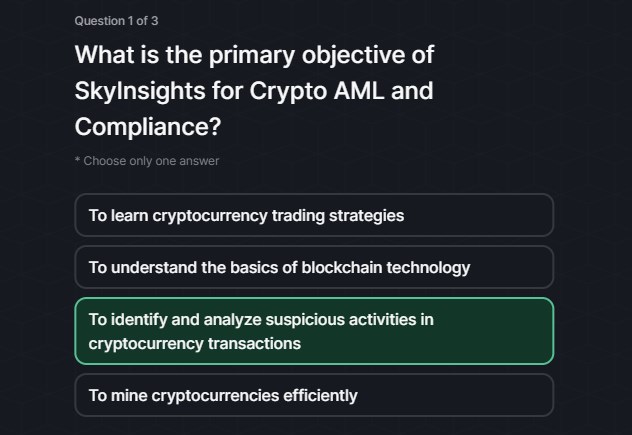 Question 1 of 3
What is the primary objective of
SkyInsights for Crypto AML and
Compliance?
* Choose only one answer
To learn cryptocurrency trading strategies
To understand the basics of blockchain technology
To identify and analyze suspicious activities in
cryptocurrency transactions
To mine cryptocurrencies efficiently